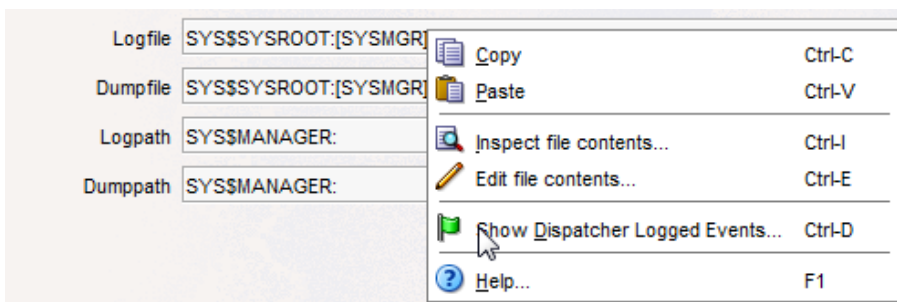 Logfile SYS$SYSROOT:[SYSMGR]
Dumpfile SYS$SYSROOT:[SYSMGR]
Logpath SYS$MANAGER:
Dumppath SYS$MANAGER:
Copy Ctrl-C
Paste Ctrl-V
Inspect file contents... Ctrl-I
Edit file contents... Ctrl-E
Show Dispatcher Logged Events... Ctrl-D
Help... F1